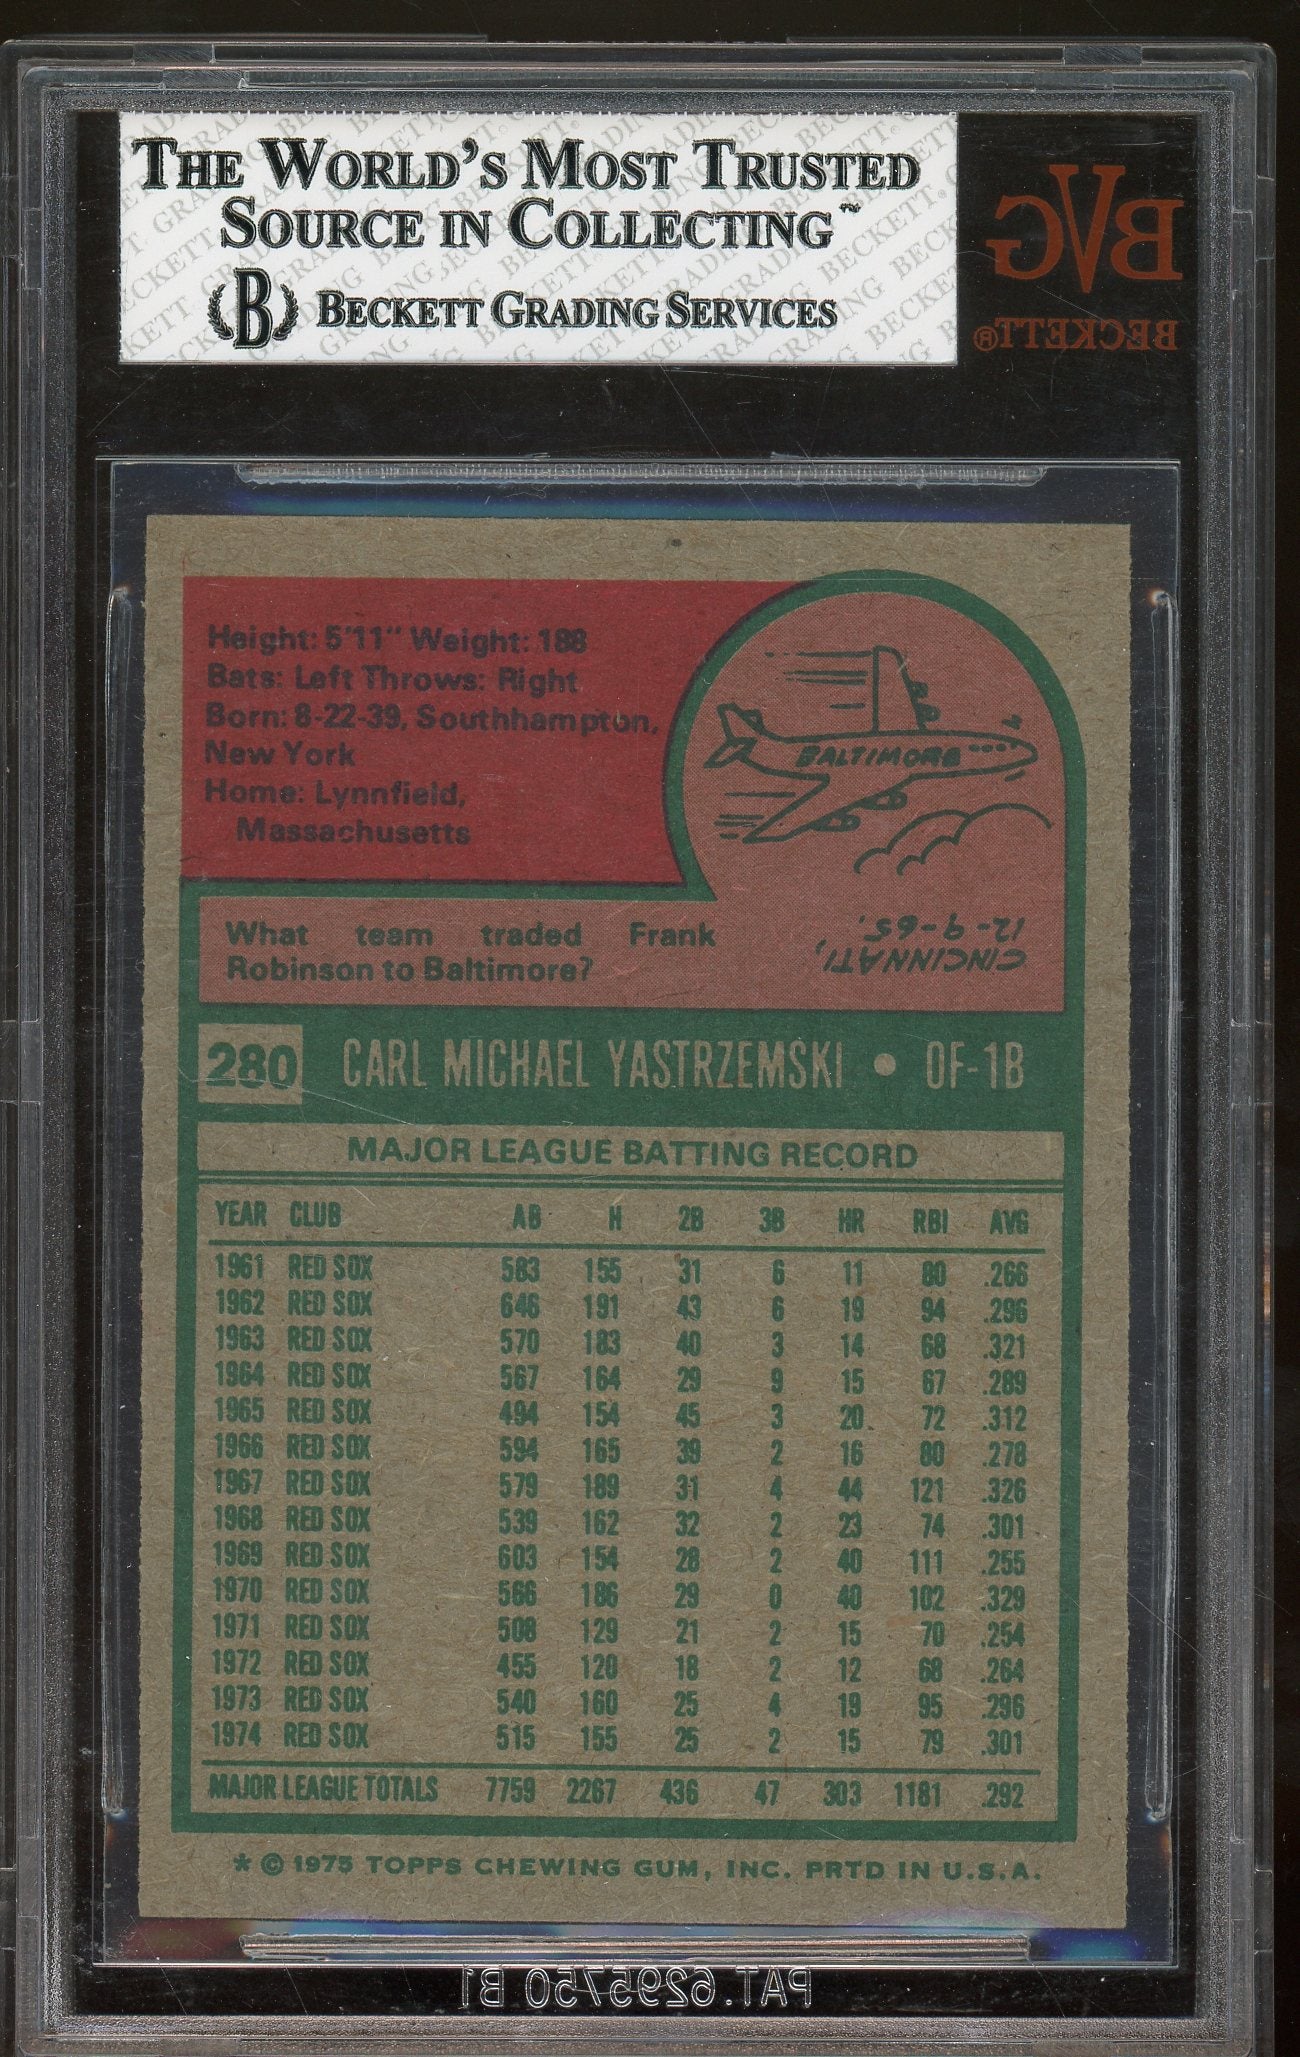 THE WORLD'S MOST TRUSTED
SOURCE IN COLLECTING™
B BECKETT GRADING SERVICES
BVG
BECKETT®
Height: 5'11" Weight: 188
Bats: Left Throws: Right
Born: 8-22-39, Southhampton,
New York
Home: Lynnfield,
Massachusetts
BALTIMORE
What team traded Frank
Robinson to Baltimore?
CINCINNATI,
12-9-65.
280 CARL MICHAEL YASTRZEMSKI • OF-1B
MAJOR LEAGUE BATTING RECORD
YEAR CLUB AB H 2B 3B HR RBI AVG
1961 RED SOX 583 155 31 6 11 80 .266
1962 RED SOX 646 191 43 6 19 94 .296
1963 RED SOX 570 183 40 3 14 68 .321
1964 RED SOX 567 164 29 9 15 67 .289
1965 RED SOX 494 154 45 3 20 72 .312
1966 RED SOX 594 165 39 2 16 80 .278
1967 RED SOX 579 189 31 4 44 121 .326
1968 RED SOX 539 162 32 2 23 74 .301
1969 RED SOX 603 154 28 2 40 111 .255
1970 RED SOX 566 186 29 0 40 102 .329
1971 RED SOX 508 129 21 2 15 70 .254
1972 RED SOX 455 120 18 2 12 68 .264
1973 RED SOX 540 160 25 4 19 95 .296
1974 RED SOX 515 155 25 2 15 79 .301
MAJOR LEAGUE TOTALS 7759 2267 436 47 303 1181 .292
* © 1975 TOPPS CHEWING GUM, INC. PRTD IN U.S.A.
PAT.6295750 B1